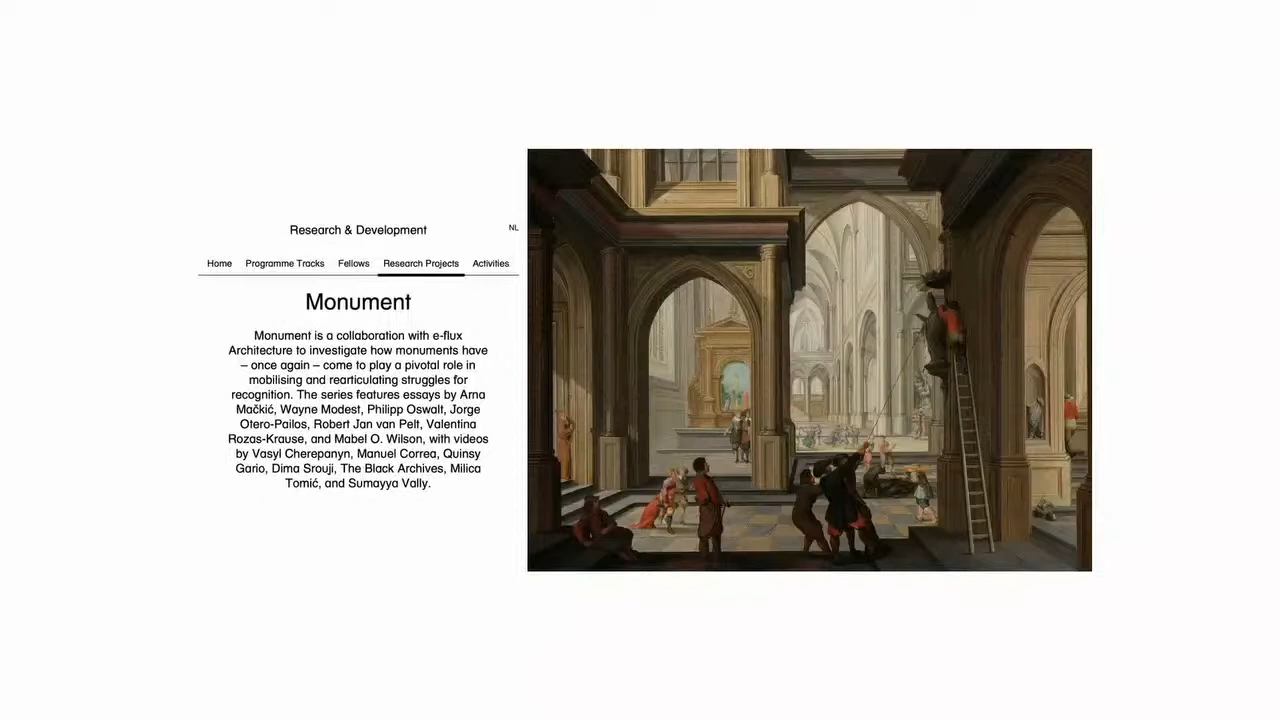 Research & Development
NL
Home Programme Tracks Fellows Research Projects Activities
Monument
Monument is a collaboration with e-flux
Architecture to investigate how monuments have
– once again – come to play a pivotal role in
mobilising and rearticulating struggles for
recognition. The series features essays by Arna
Mačkić, Wayne Modest, Philipp Oswalt, Jorge
Otero-Pailos, Robert Jan van Pelt, Valentina
Rozas-Krause, and Mabel O. Wilson, with videos
by Vasyl Cherepanyn, Manuel Correa, Quinsy
Gario, Dima Srouji, The Black Archives, Milica
Tomić, and Sumayya Vally.